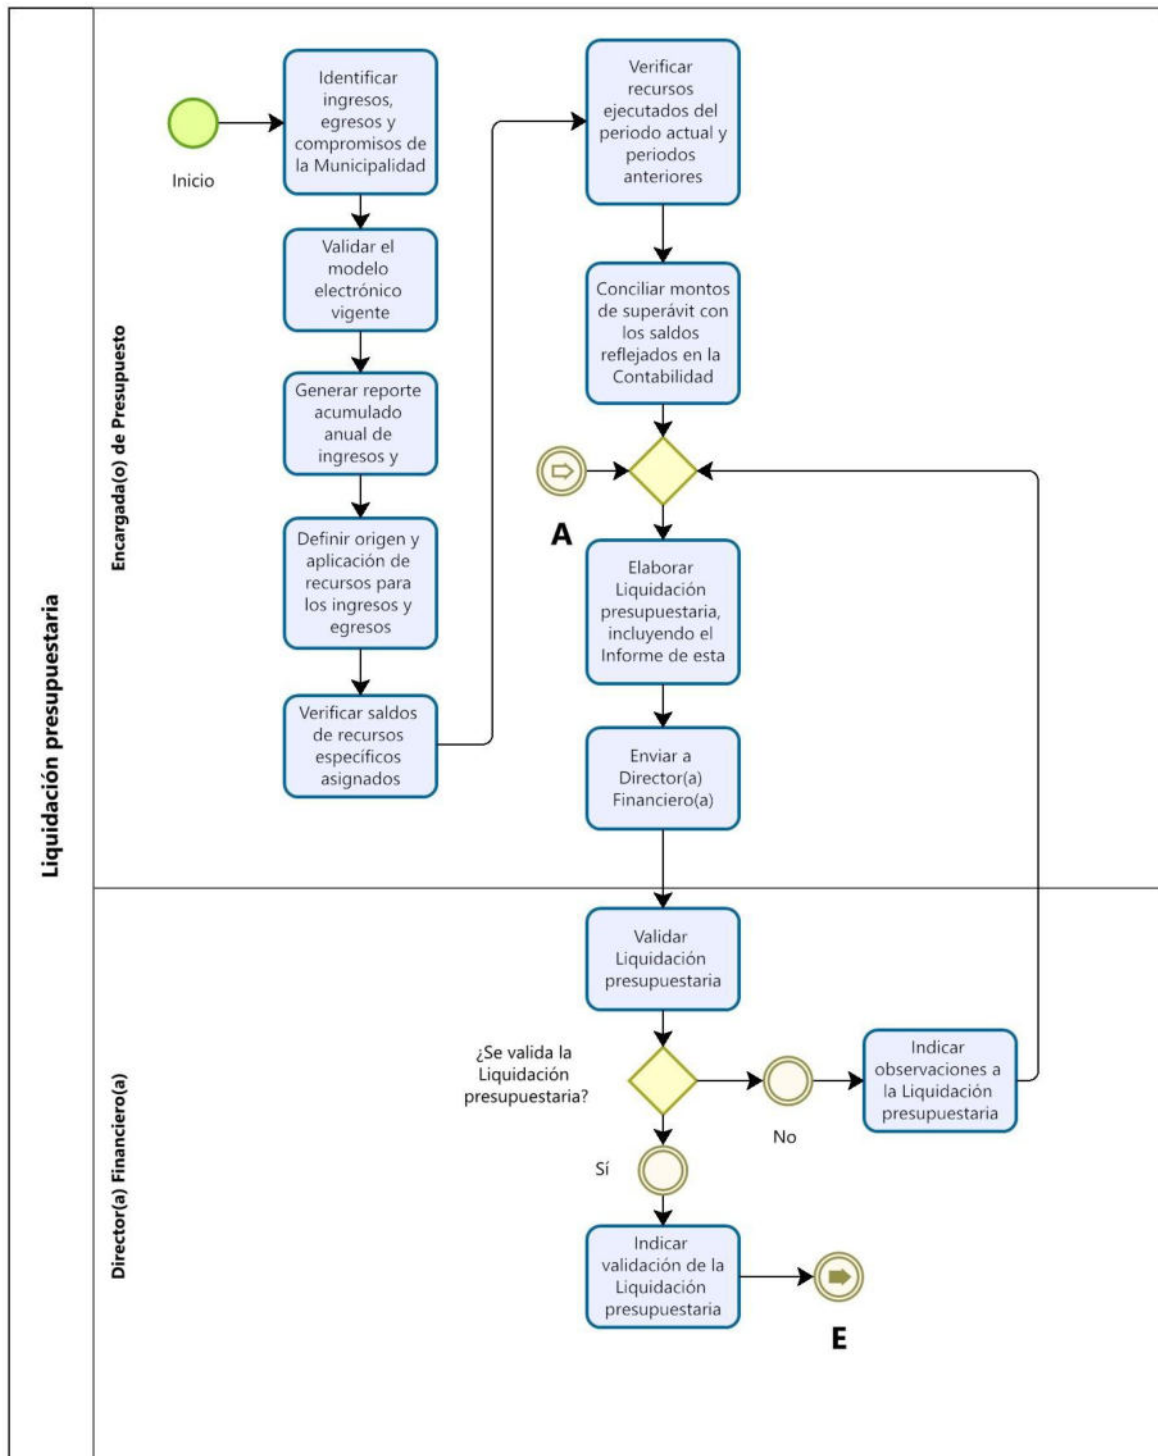 Liquidación presupuestaria
Encargada(o) de Presupuesto
Inicio
Identificar
ingresos,
egresos y
compromisos de
la Municipalidad
Validar el
modelo
electrónico
vigente
Generar reporte
acumulado
anual de
ingresos y
Definir origen y
aplicación de
recursos para
los ingresos y
egresos
Verificar saldos
de recursos
específicos
asignados
Verificar
recursos
ejecutados del
periodo actual y
periodos
anteriores
Conciliar montos
de superávit con
los saldos
reflejados en la
Contabilidad
A
Elaborar
Liquidación
presupuestaria,
incluyendo el
Informe de esta
Enviar a
Director(a)
Financiero(a)
Director(a) Financiero(a)
Validar
Liquidación
presupuestaria
¿Se valida la
Liquidación
presupuestaria?
No
Indicar
observaciones a
la Liquidación
presupuestaria
Sí
Indicar
validación de la
Liquidación
presupuestaria
E